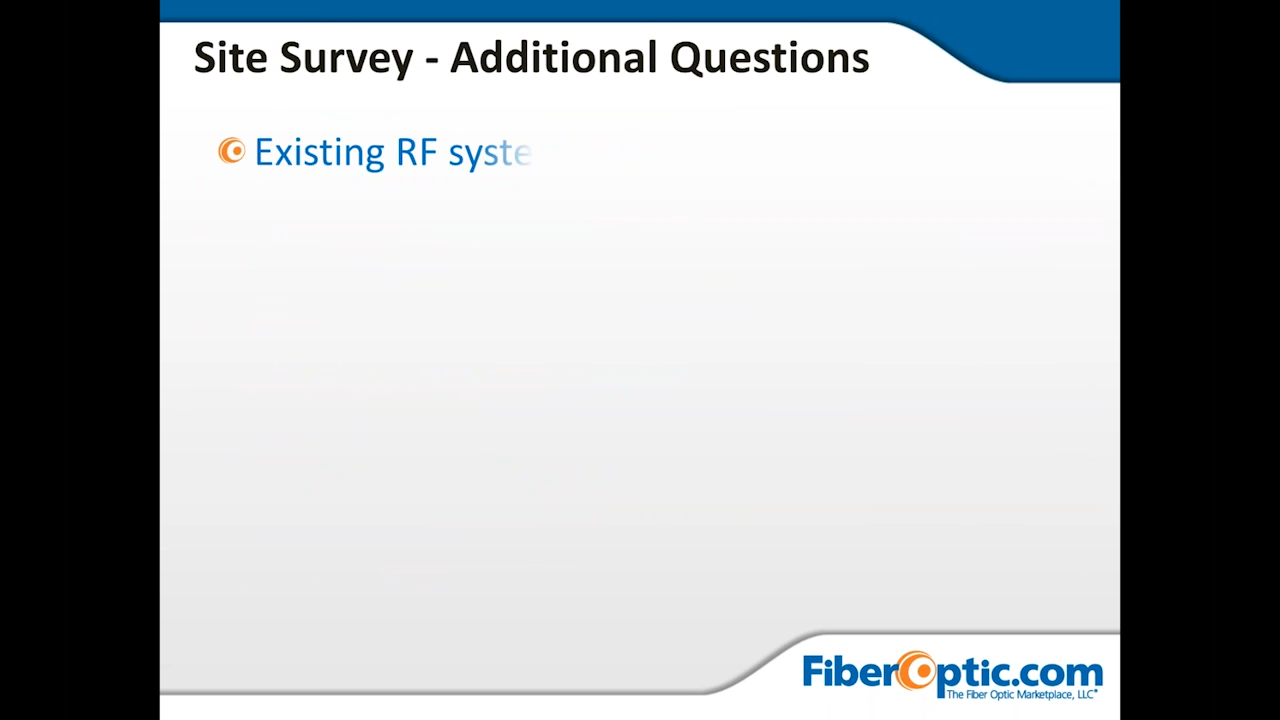 Site Survey - Additional Questions
Existing RF syste
FiberOptic.com
The Fiber Optic Marketplace, LLC®